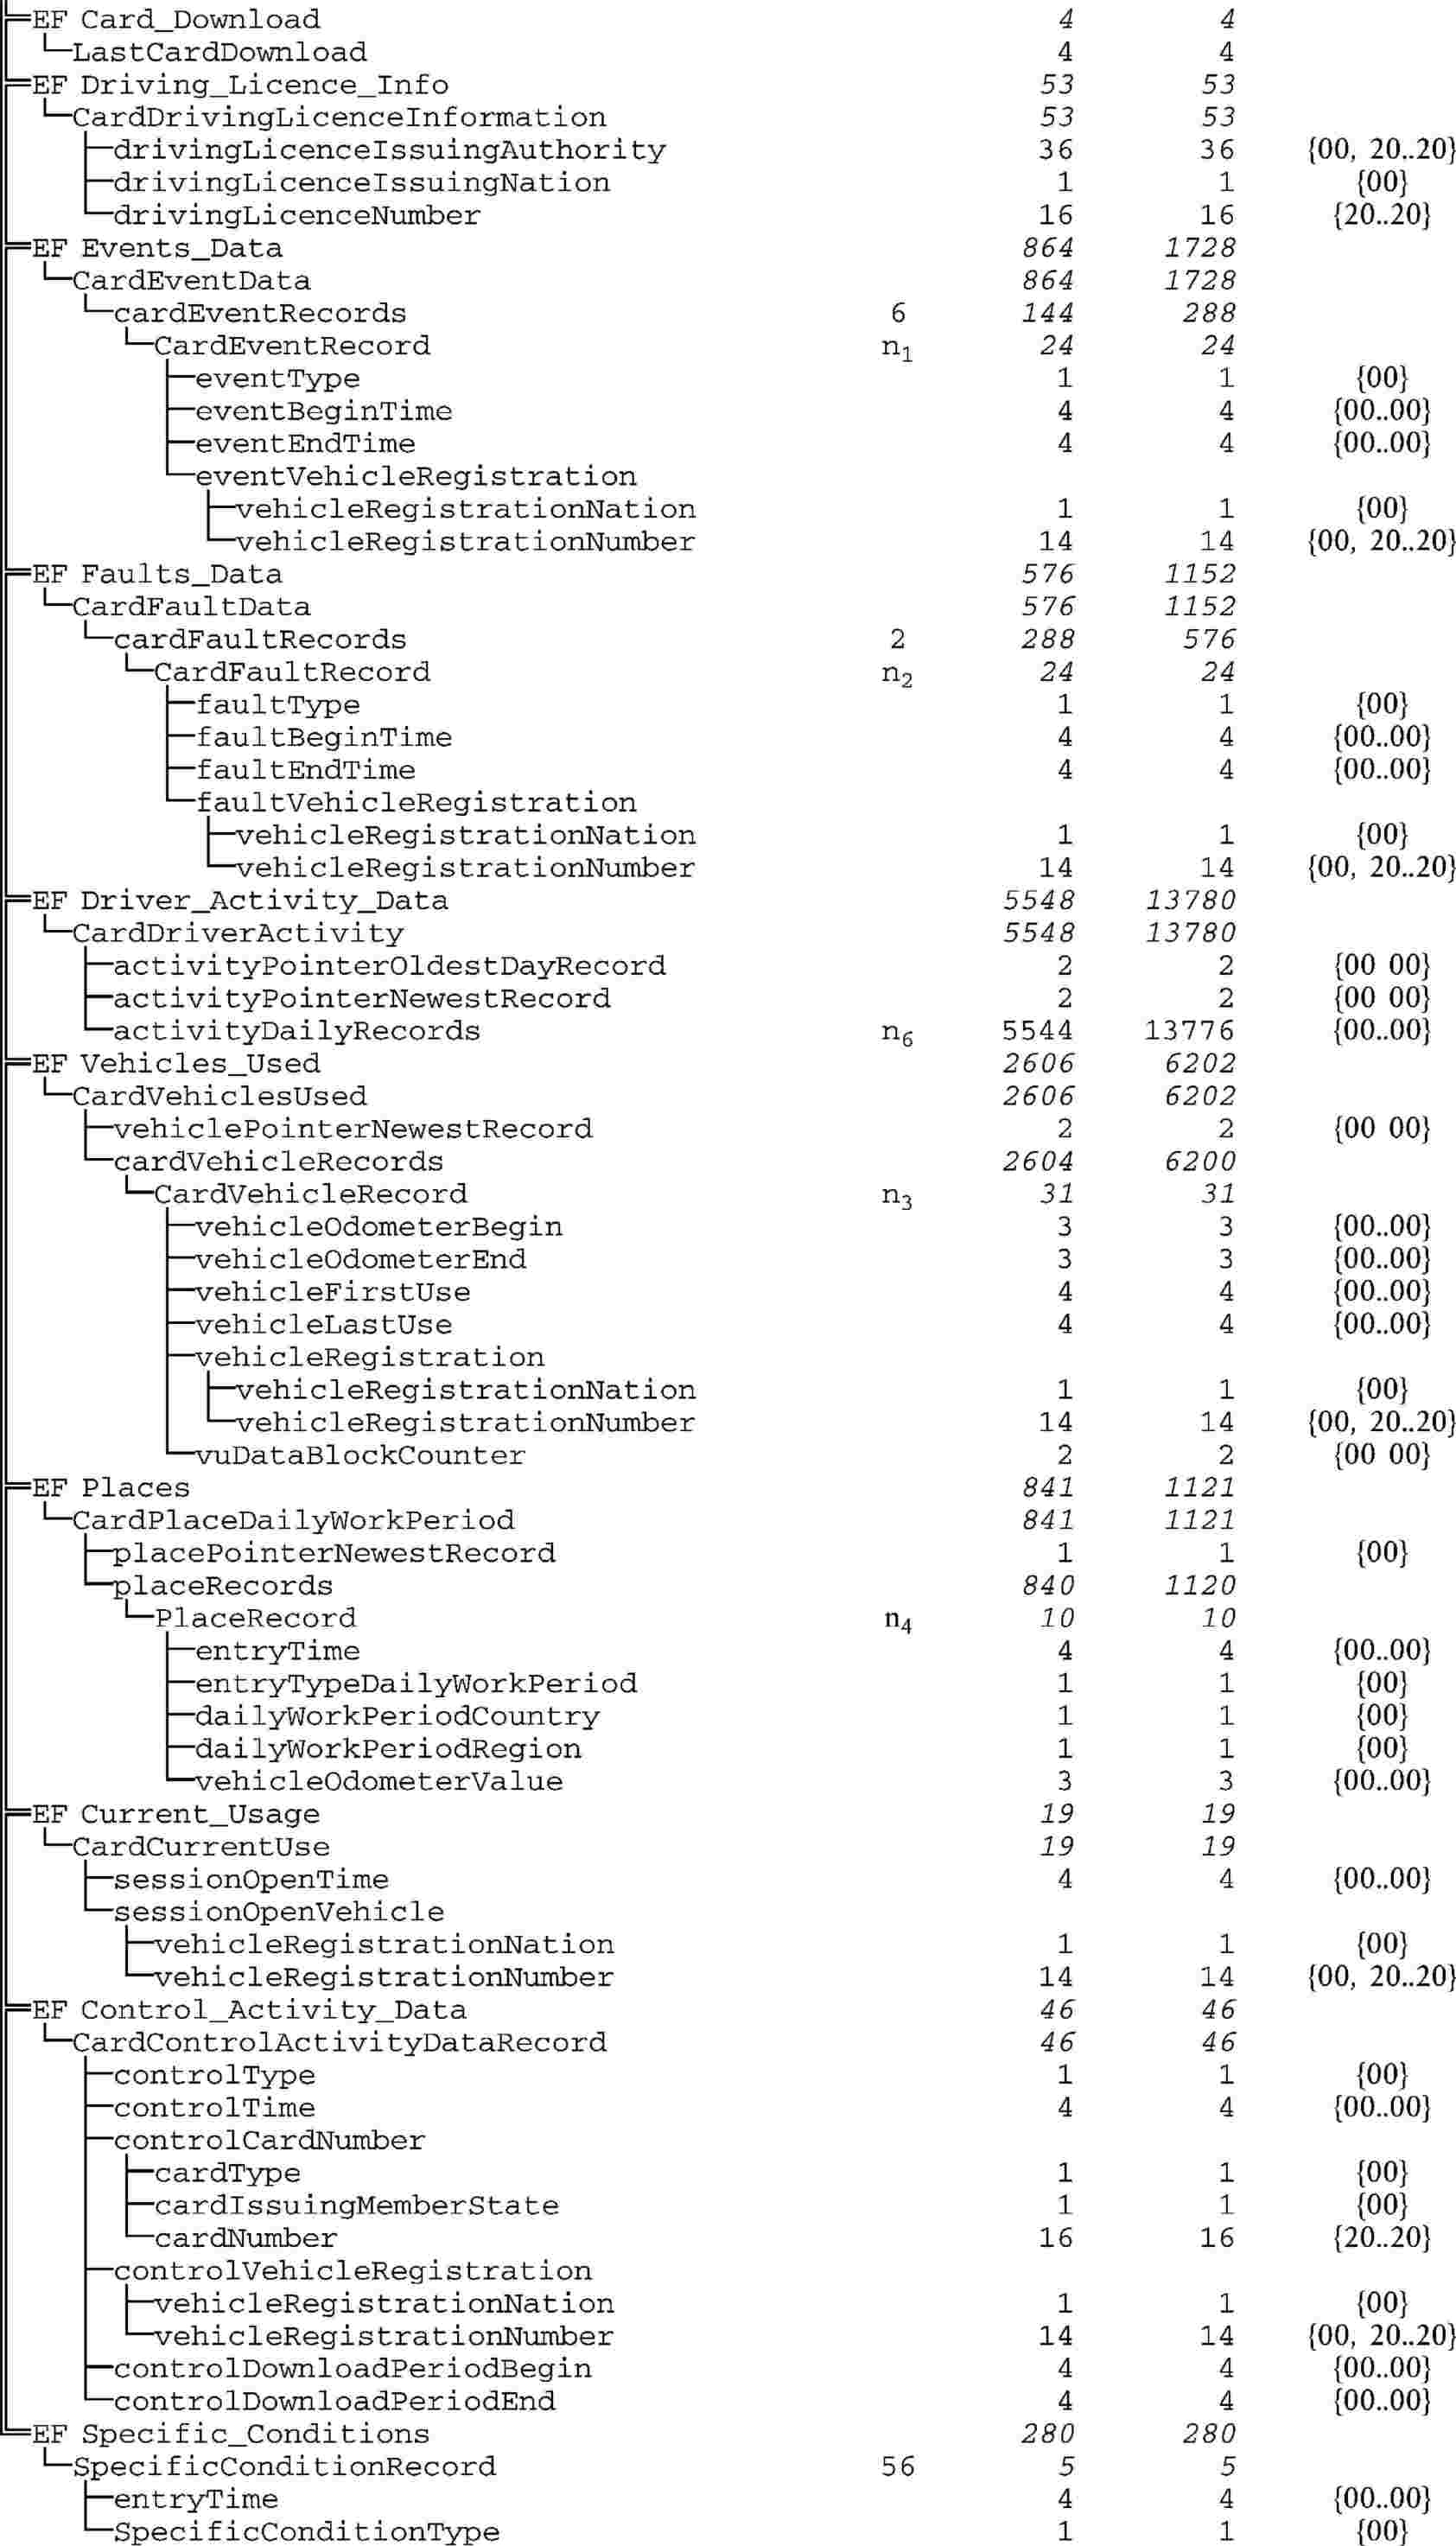 EF Card_Download 4 4
LastCardDownload 4 4
EF Driving_Licence_Info 53 53
CardDrivingLicenceInformation 53 53
drivingLicenceIssuingAuthority 36 36 {00, 20..20}
drivingLicenceIssuingNation 1 1 {00}
drivingLicenceNumber 16 16 {20..20}
EF Events_Data 864 1728
CardEventData 864 1728
cardEventRecords 6 144 288
CardEventRecord n₁ 24 24
eventType 1 1 {00}
eventBeginTime 4 4 {00..00}
eventEndTime 4 4 {00..00}
eventVehicleRegistration
vehicleRegistrationNation 1 1 {00}
vehicleRegistrationNumber 14 14 {00, 20..20}
EF Faults_Data 576 1152
CardFaultData 576 1152
cardFaultRecords 2 288 576
CardFaultRecord n₂ 24 24
faultType 1 1 {00}
faultBeginTime 4 4 {00..00}
faultEndTime 4 4 {00..00}
faultVehicleRegistration
vehicleRegistrationNation 1 1 {00}
vehicleRegistrationNumber 14 14 {00, 20..20}
EF Driver_Activity_Data 5548 13780
CardDriverActivity 5548 13780
activityPointerOldestDayRecord 2 2 {00 00}
activityPointerNewestRecord 2 2 {00 00}
activityDailyRecords n₆ 5544 13776 {00..00}
EF Vehicles_Used 2606 6202
CardVehiclesUsed 2606 6202
vehiclePointerNewestRecord 2 2 {00 00}
cardVehicleRecords 2604 6200
CardVehicleRecord n₃ 31 31
vehicleOdometerBegin 3 3 {00..00}
vehicleOdometerEnd 3 3 {00..00}
vehicleFirstUse 4 4 {00..00}
vehicleLastUse 4 4 {00..00}
vehicleRegistration
vehicleRegistrationNation 1 1 {00}
vehicleRegistrationNumber 14 14 {00, 20..20}
vuDataBlockCounter 2 2 {00 00}
EF Places 841 1121
CardPlaceDailyWorkPeriod 841 1121
placePointerNewestRecord 1 1 {00}
placeRecords 840 1120
PlaceRecord n₄ 10 10
entryTime 4 4 {00..00}
entryTypeDailyWorkPeriod 1 1 {00}
dailyWorkPeriodCountry 1 1 {00}
dailyWorkPeriodRegion 1 1 {00}
vehicleOdometerValue 3 3 {00..00}
EF Current_Usage 19 19
CardCurrentUse 19 19
sessionOpenTime 4 4 {00..00}
sessionOpenVehicle
vehicleRegistrationNation 1 1 {00}
vehicleRegistrationNumber 14 14 {00, 20..20}
EF Control_Activity_Data 46 46
CardControlActivityDataRecord 46 46
controlType 1 1 {00}
controlTime 4 4 {00..00}
controlCardNumber
cardType 1 1 {00}
cardIssuingMemberState 1 1 {00}
cardNumber 16 16 {20..20}
controlVehicleRegistration
vehicleRegistrationNation 1 1 {00}
vehicleRegistrationNumber 14 14 {00, 20..20}
controlDownloadPeriodBegin 4 4 {00..00}
controlDownloadPeriodEnd 4 4 {00..00}
EF Specific_Conditions 280 280
SpecificConditionRecord 56 5 5
entryTime 4 4 {00..00}
SpecificConditionType 1 1 {00}